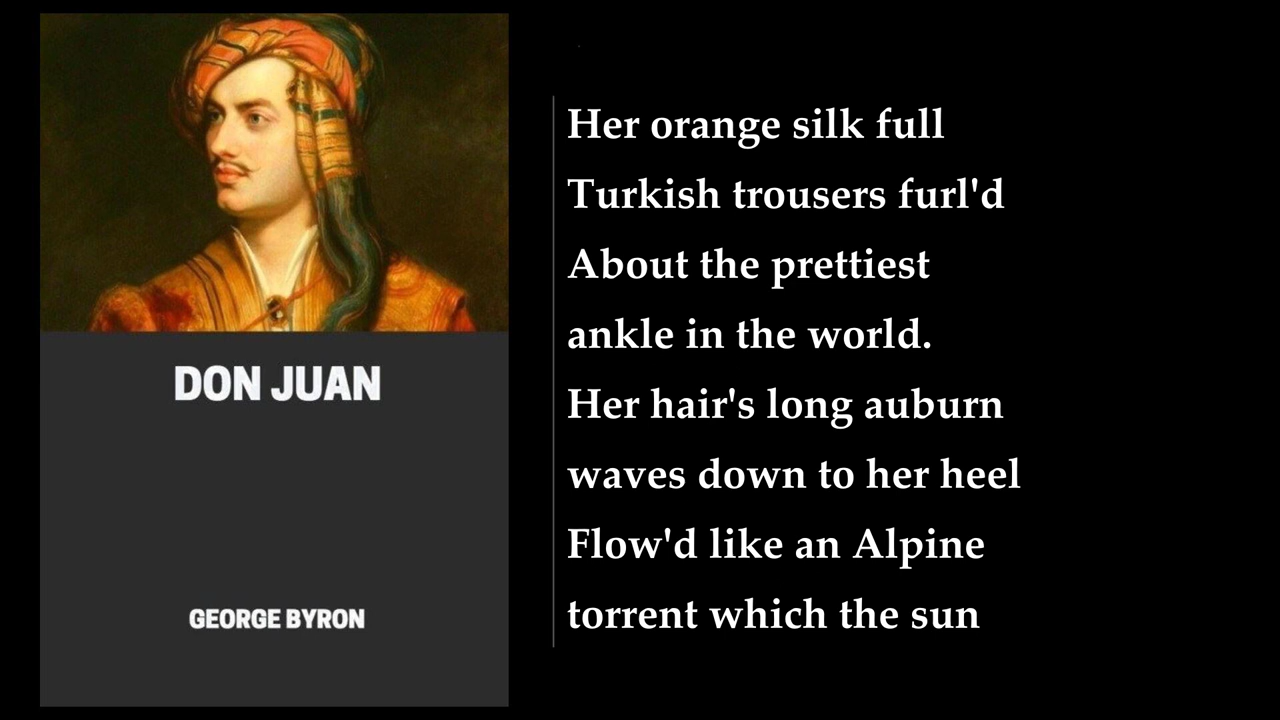 DON JUAN
GEORGE BYRON
Her orange silk full
Turkish trousers furl'd
About the prettiest
ankle in the world.
Her hair's long auburn
waves down to her heel
Flow'd like an Alpine
torrent which the sun